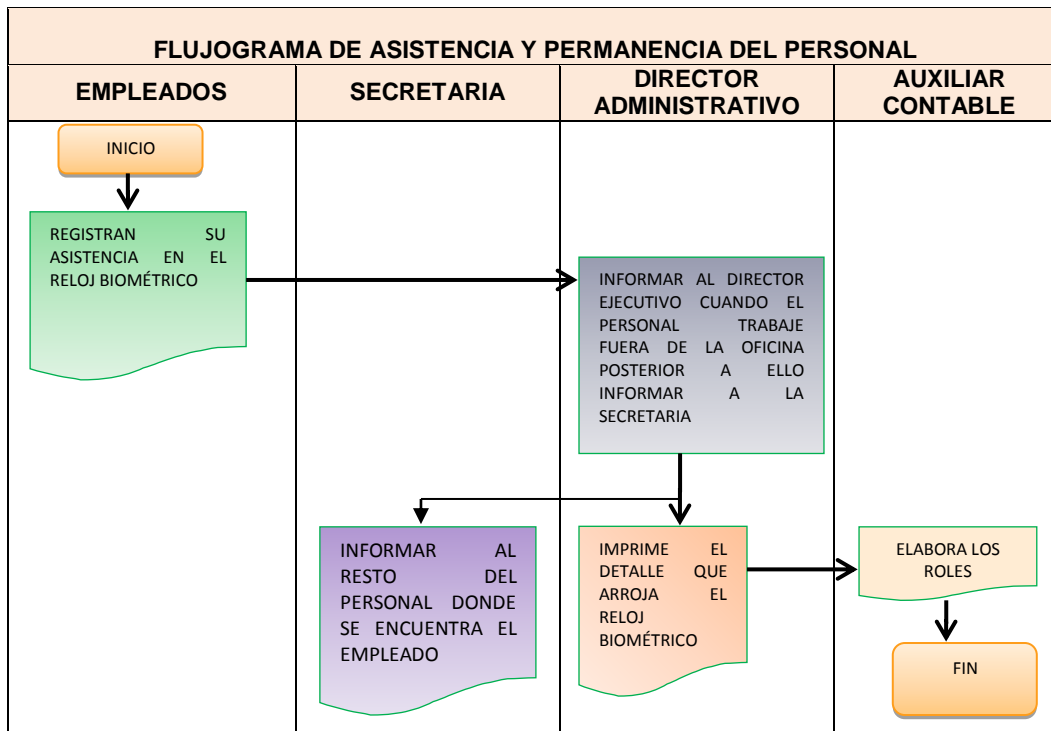 FLUJOGRAMA DE ASISTENCIA Y PERMANENCIA DEL PERSONAL
EMPLEADOS
SECRETARIA
DIRECTOR
ADMINISTRATIVO
AUXILIAR
CONTABLE
INICIO
REGISTRAN SU
ASISTENCIA EN EL
RELOJ BIOMÉTRICO
INFORMAR AL DIRECTOR
EJECUTIVO CUANDO EL
PERSONAL TRABAJE
FUERA DE LA OFICINA
POSTERIOR A ELLO
INFORMAR A LA
SECRETARIA
INFORMAR AL
RESTO DEL
PERSONAL DONDE
SE ENCUENTRA EL
EMPLEADO
IMPRIME EL
DETALLE QUE
ARROJA EL
RELOJ
BIOMÉTRICO
ELABORA LOS
ROLES
FIN